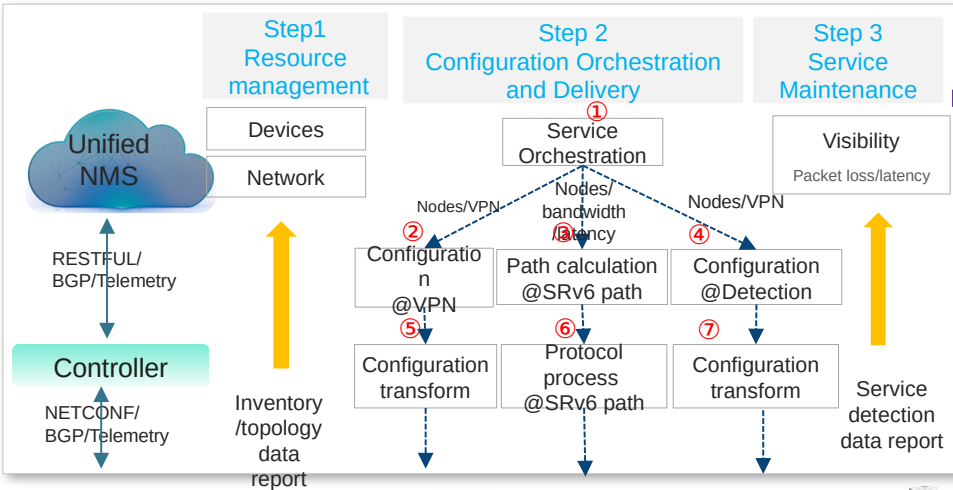 Step1
Resource
management
Step 2
Configuration Orchestration
and Delivery
Step 3
Service
Maintenance
Unified
NMS
Devices
Network
①
Service
Orchestration
Visibility
Packet loss/latency
Nodes/VPN
Nodes/
bandwidth
/latency
Nodes/VPN
RESTFUL/
BGP/Telemetry
②
Configuratio
n
@VPN
③
Path calculation
@SRv6 path
④
Configuration
@Detection
Controller
⑤
Configuration
transform
⑥
Protocol
process
@SRv6 path
⑦
Configuration
transform
NETCONF/
BGP/Telemetry
Inventory
/topology
data
report
Service
detection
data report